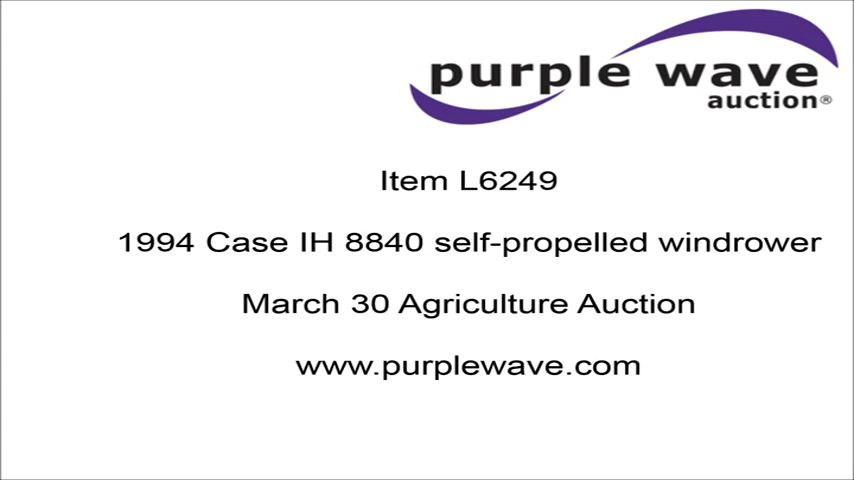 purple wave
auction®
Item L6249
1994 Case IH 8840 self-propelled windrower
March 30 Agriculture Auction
www.purplewave.com